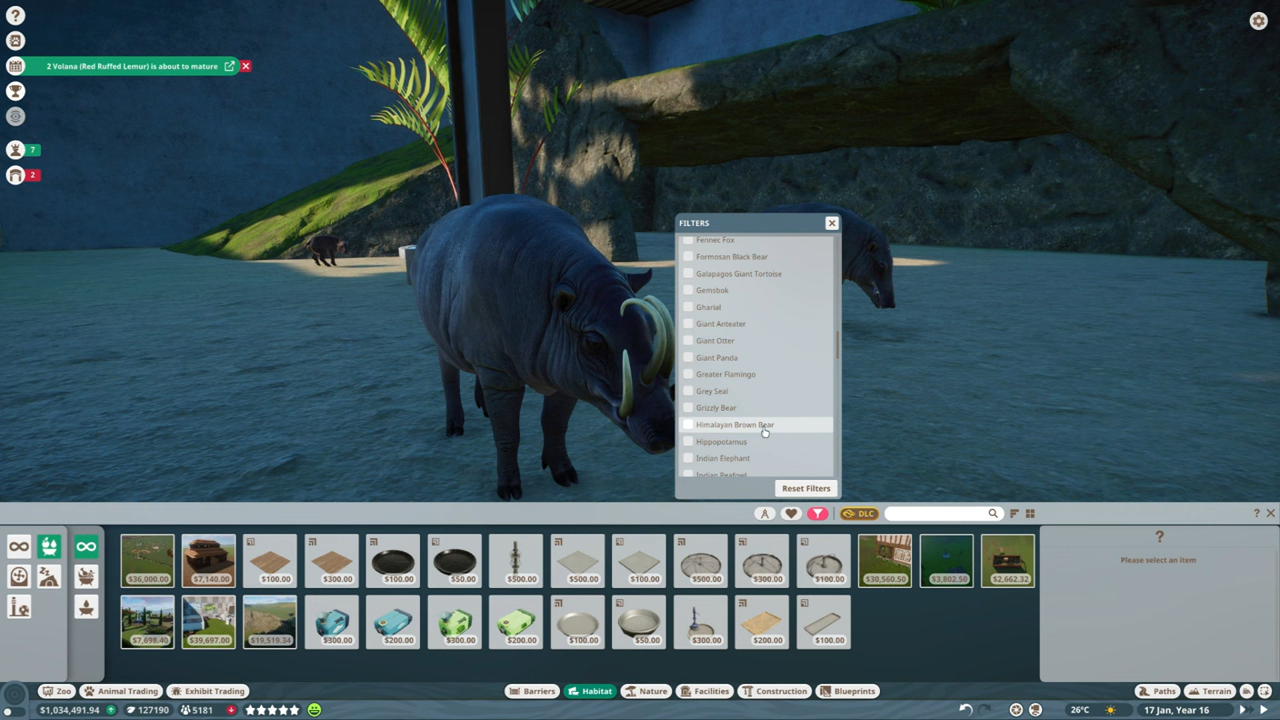 ?
2 Volana (Red Ruffed Lemur) is about to mature
7
2
FILTERS
Fennec Fox
Formosan Black Bear
Galapagos Giant Tortoise
Gemsbok
Gharial
Giant Anteater
Giant Otter
Giant Panda
Greater Flamingo
Grey Seal
Grizzly Bear
Himalayan Brown Bear
Hippopotamus
Indian Elephant
Indian Peafowl
Reset Filters
DLC
?
?
Please select an item
$36,000.00 $7,140.00 $100.00 $300.00 $100.00 $50.00 $500.00 $500.00 $100.00 $500.00 $300.00 $100.00 $30,560.50 $3,802.50 $2,662.32
$7,698.40 $39,697.00 $19,519.34 $300.00 $200.00 $300.00 $200.00 $100.00 $50.00 $300.00 $200.00 $100.00
Zoo Animal Trading Exhibit Trading Barriers Habitat Nature Facilities Construction Blueprints Paths Terrain
$1,034,491.94 127190 5181 26°C 17 Jan, Year 16